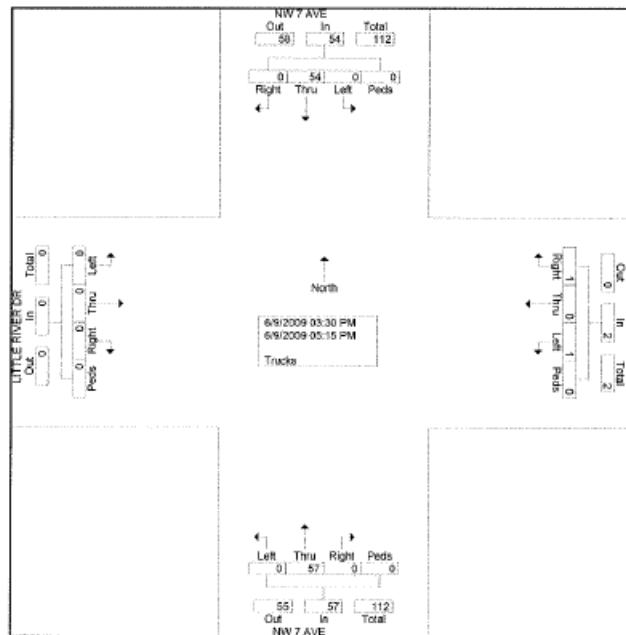 NW 7 AVE
Out In Total
58 54 112
0 54 0 0
Right Thru Left Peds
LITTLE RIVER DR
Out In Total
0 0 0
Peds Right Thru Left
0 0 0 0
North
6/9/2009 03:30 PM
6/9/2009 05:15 PM
Trucks
Right Thru Left Peds
1 0 1 0
Out In Total
0 2 2
Left Thru Right Peds
0 57 0 0
55 57 112
Out In Total
NW 7 AVE